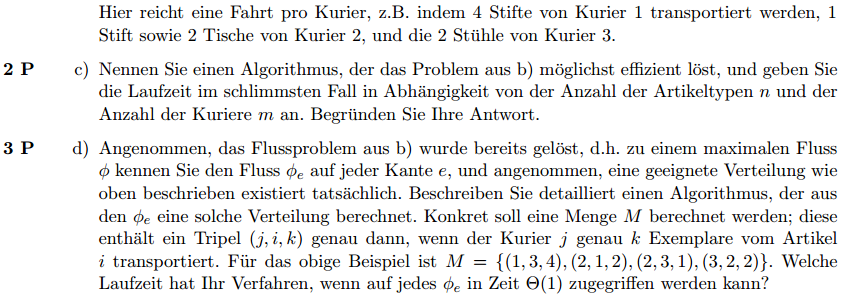 Hier reicht eine Fahrt pro Kurier, z.B. indem 4 Stifte von Kurier 1 transportiert werden, 1
Stift sowie 2 Tische von Kurier 2, und die 2 Stühle von Kurier 3.
2 P c) Nennen Sie einen Algorithmus, der das Problem aus b) möglichst effizient löst, und geben Sie
die Laufzeit im schlimmsten Fall in Abhängigkeit von der Anzahl der Artikeltypen n und der
Anzahl der Kuriere m an. Begründen Sie Ihre Antwort.
3 P d) Angenommen, das Flussproblem aus b) wurde bereits gelöst, d.h. zu einem maximalen Fluss
ϕ kennen Sie den Fluss ϕₑ auf jeder Kante e, und angenommen, eine geeignete Verteilung wie
oben beschrieben existiert tatsächlich. Beschreiben Sie detailliert einen Algorithmus, der aus
den ϕₑ eine solche Verteilung berechnet. Konkret soll eine Menge M berechnet werden; diese
enthält ein Tripel (j, i, k) genau dann, wenn der Kurier j genau k Exemplare vom Artikel
i transportiert. Für das obige Beispiel ist M = {(1, 3, 4), (2, 1, 2), (2, 3, 1), (3, 2, 2)}. Welche
Laufzeit hat Ihr Verfahren, wenn auf jedes ϕₑ in Zeit Θ(1) zugegriffen werden kann?